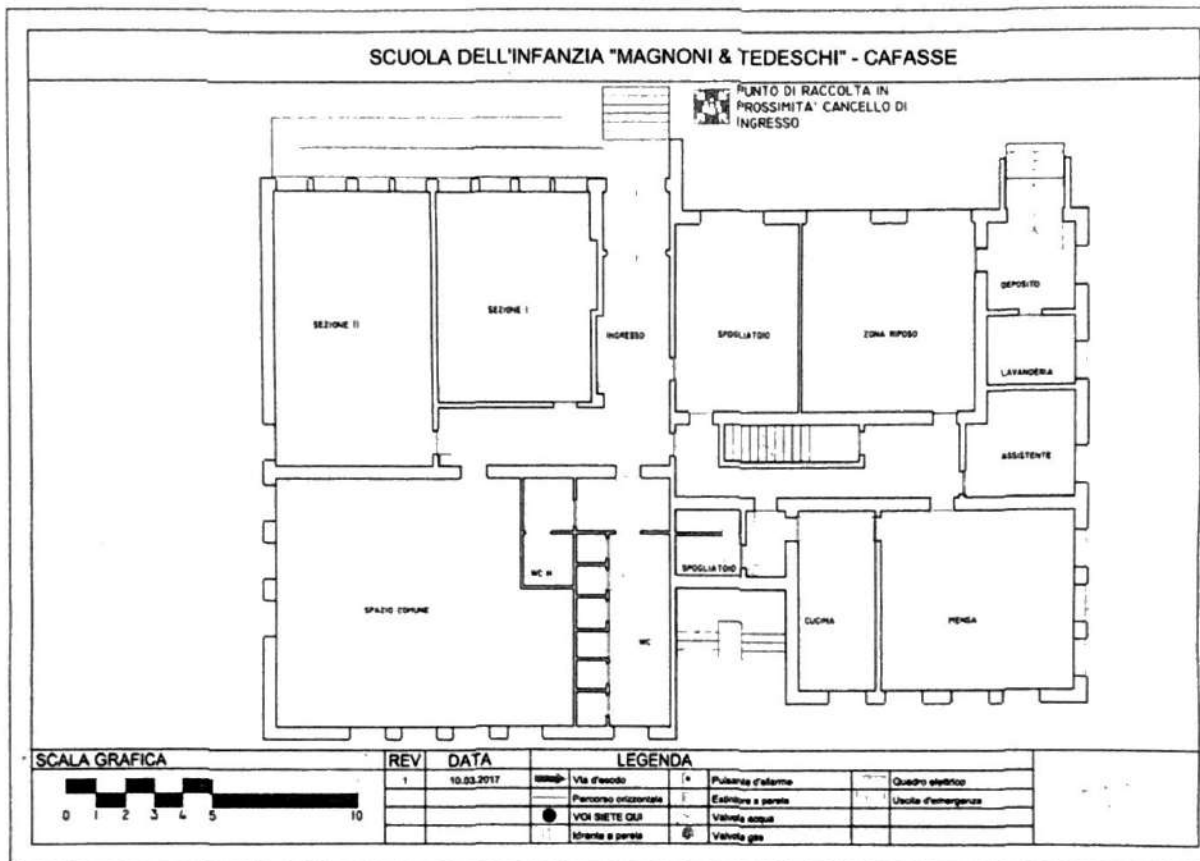 SCUOLA DELL'INFANZIA "MAGNONI & TEDESCHI" - CAFASSE
PUNTO DI RACCOLTA IN
PROSSIMITA' CANCELLO DI
INGRESSO
SEZIONE II
SEZIONE I
INGRESSO
SPOGLIATOIO
ZONA RIPOSO
DEPOSITO
LAVANDERIA
ASSISTENTE
WC H
SPOGLIATOIO
SPAZIO COMUNE
WC
CUCINA
MENSA
SCALA GRAFICA
0 1 2 3 4 5 10
REV DATA LEGENDA
1 10.03.2017 Via d'esodo Pulsante d'allarme Quadro elettrico
Percorso orizzontale Estintore a parete Uscita d'emergenza
VOI SIETE QUI Valvola acqua
Idrante a parete Valvola gas